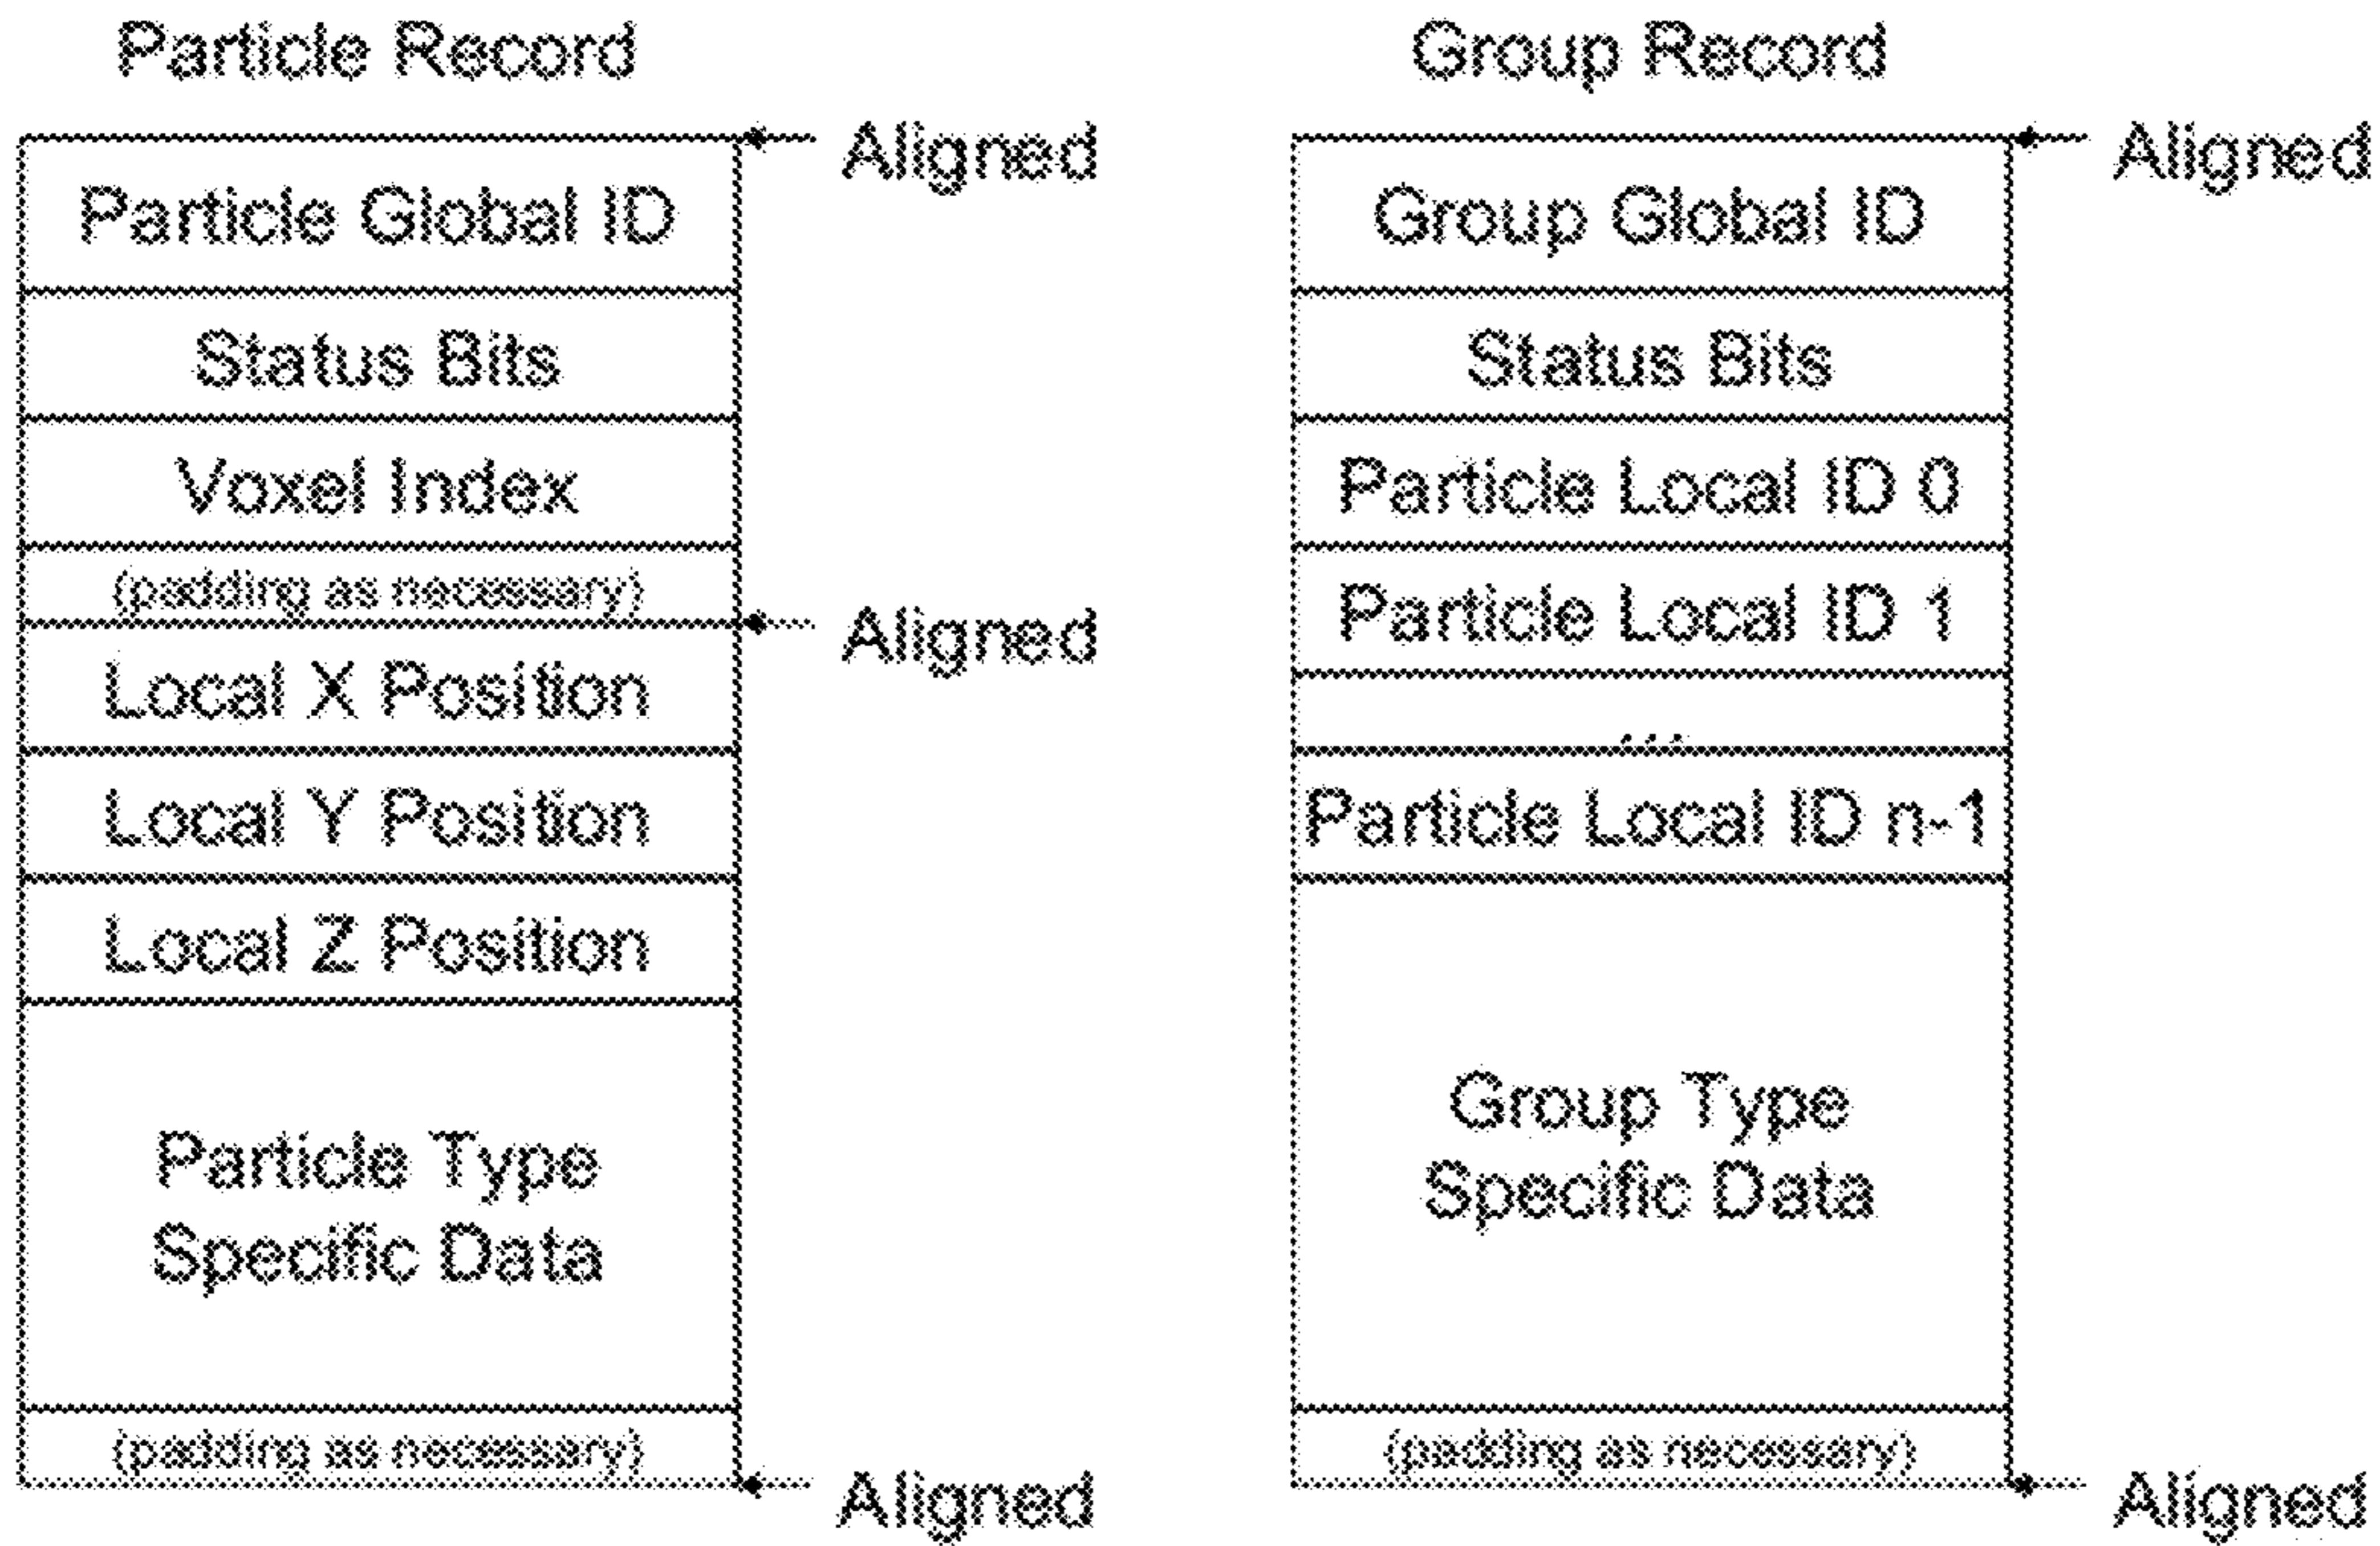 Particle Record
Aligned
Particle Global ID
Status Bits
Voxel Index
(padding as necessary)
Aligned
Local X Position
Local Y Position
Local Z Position
Particle Type
Specific Data
(padding as necessary)
Aligned
Group Record
Aligned
Group Global ID
Status Bits
Particle Local ID 0
Particle Local ID 1
...
Particle Local ID n-1
Group Type
Specific Data
(padding as necessary)
Aligned